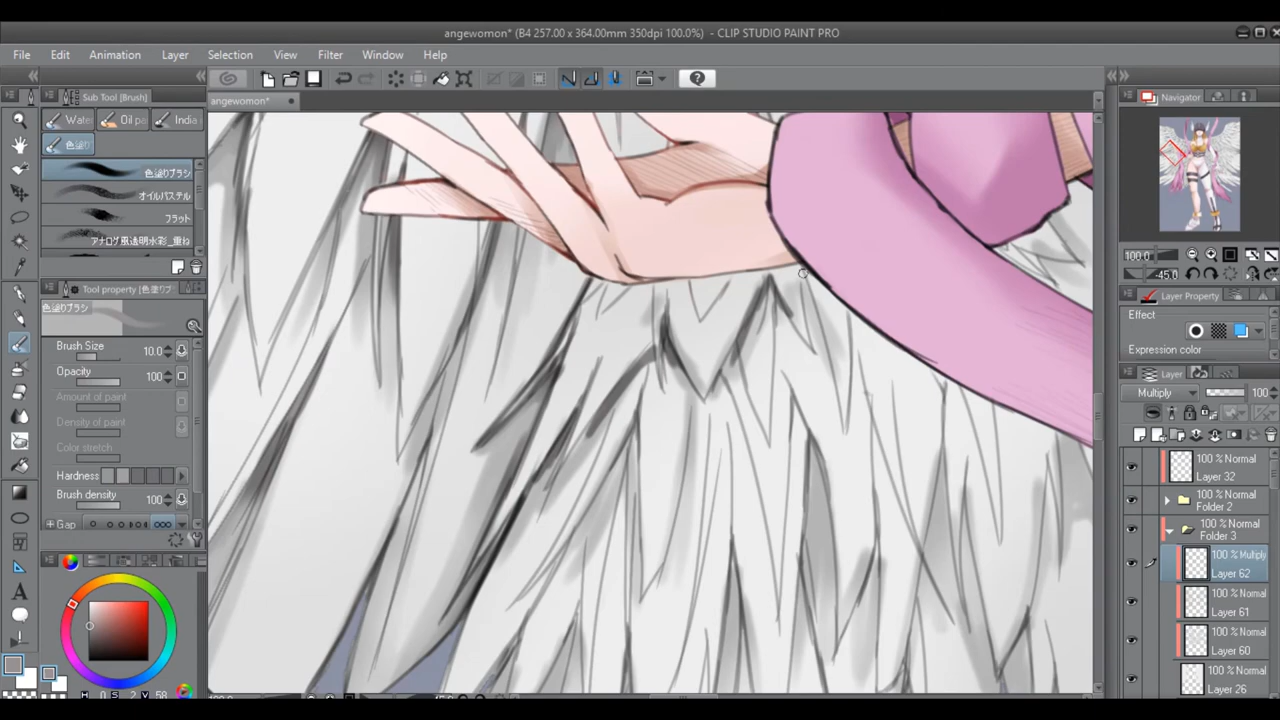 angewomon* (B4 257.00 x 364.00mm 350dpi 100.0%) - CLIP STUDIO PAINT PRO
File Edit Animation Layer Selection View Filter Window Help
Sub Tool [Brush]
angewomon*
Navigator
Wate Oil pa India
色塗り
色塗りブラシ
オイルパステル
フラット
アナログ風透明水彩_重ね
100.0
-45.0
Tool property [色塗りブ
Layer Property
色塗りブラシ
Effect
Brush Size 10.0
Expression color
Opacity 100
Layer
Amount of paint
Multiply 100
Density of paint
Color stretch
100 % Normal
Layer 32
Hardness
Brush density 100
100 % Normal
Folder 2
Gap
100 % Normal
Folder 3
100 % Multiply
Layer 62
100 % Normal
Layer 61
100 % Normal
Layer 60
100 % Normal
Layer 26
H 0 S 2 V 58